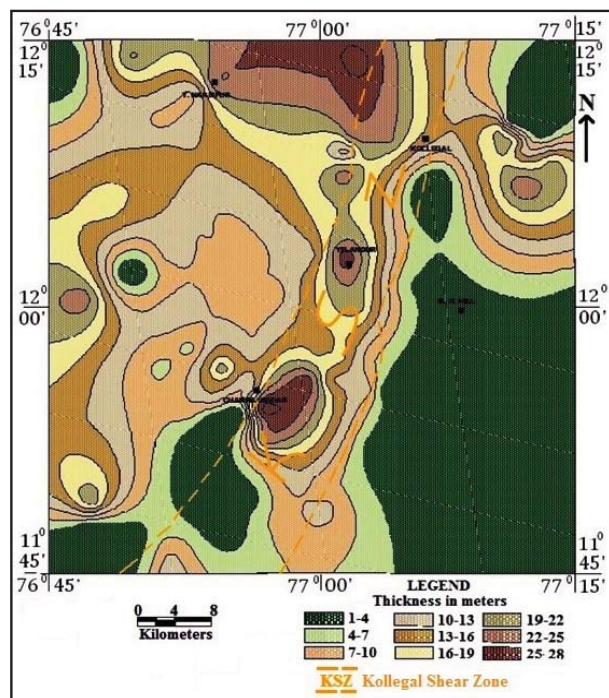 76° 45' 77° 00' 77° 15'
12° 15' 12° 15'
N
KOLLEGAL
YELANDUR
12° 00' 12° 00'
K
S
Z
11° 45' 11° 45'
76° 45' 77° 00' 77° 15'
LEGEND
Thickness in meters
0 4 8
Kilometers
1-4 10-13 19-22
4-7 13-16 22-25
7-10 16-19 25-28
KSZ Kollegal Shear Zone